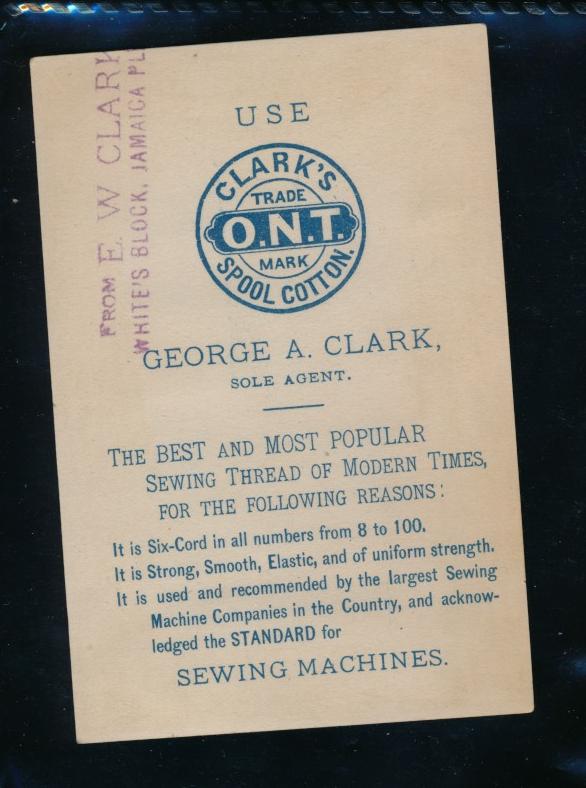 FROM E. W CLARK
WHITE'S BLOCK, JAMAICA PL
USE
CLARK'S
TRADE
O.N.T.
MARK
SPOOL COTTON.
GEORGE A. CLARK,
SOLE AGENT.
THE BEST AND MOST POPULAR
SEWING THREAD OF MODERN TIMES,
FOR THE FOLLOWING REASONS:
It is Six-Cord in all numbers from 8 to 100.
It is Strong, Smooth, Elastic, and of uniform strength.
It is used and recommended by the largest Sewing
Machine Companies in the Country, and acknow-
ledged the STANDARD for
SEWING MACHINES.